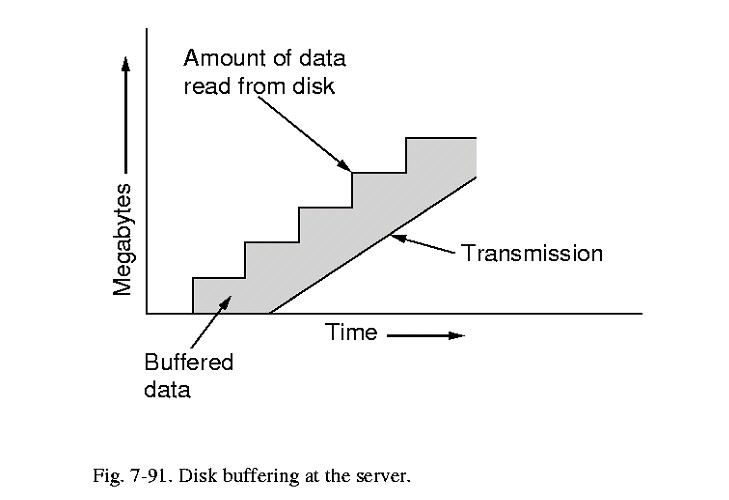 Amount of data
read from disk
Megabytes
Transmission
Time
Buffered
data
Fig. 7-91. Disk buffering at the server.